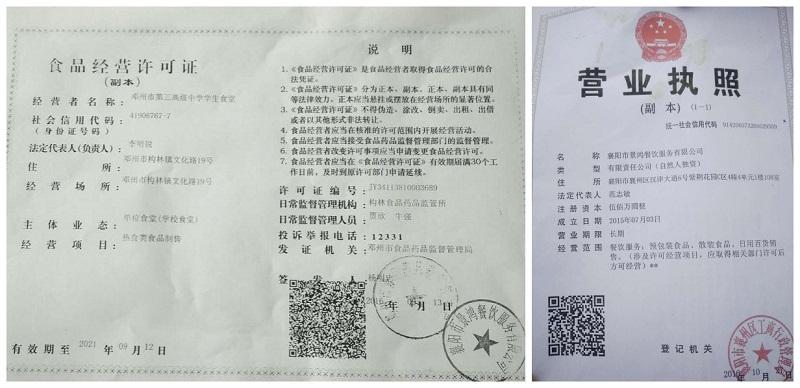 食品经营许可证
(副本)
经营者名称: 邓州市第三高级中学学生食堂
社会信用代码: 41906767-7
(身份证号码)
法定代表人(负责人): 李明锐
住所: 邓州市构林镇文化路19号
经营场所: 邓州市构林镇文化路19号
主体业态: 单位食堂(学校食堂)
经营项目: 热食类食品制售
有效期至 2021 年 09 月 12 日
说明
1. 《食品经营许可证》是食品经营者取得食品经营许可的合
法凭证。
2. 《食品经营许可证》分为正本、副本。正本、副本具有同
等法律效力。正本应当悬挂或摆放在经营场所的显著位置。
3. 《食品经营许可证》不得伪造、涂改、倒卖、出租、出借
或者以其他形式非法转让。
4. 食品经营者应当在核准的许可范围内开展经营活动。
5. 食品经营者应当接受食品药品监督管理部门的监督管理。
6. 食品经营者改变许可事项应当申请变更食品经营许可。
7. 食品经营者应当在《食品经营许可证》有效期届满30个工
作日前,及时到原许可部门申请延续。
许可证编号: JY34113810003689
日常监督管理机构: 构林食品药品监管所
日常监督管理人员: 贾欣 牛强
投诉举报电话: 12331
发证机关: 邓州市食品药品监督管理局
签发人:
2016 年 月 13 日
襄阳市景鸿餐饮服务有限公司
营业执照
(副本) (1-1)
统一社会信用代码
名称 襄阳市景鸿餐饮服务有限公司
类型 有限责任公司(自然人独资)
住所 襄阳市襄州区汉津大道6号紫荆花园C区4幢(4单元)1楼108室
法定代表人 范志敏
注册资本 伍佰万圆整
成立日期 2015年07月03日
营业期限 长期
经营范围 餐饮服务;预包装食品、散装食品、日用百货销
售。(涉及许可经营项目,应取得相关部门许可后
方可经营)**
登记机关
年 10 月 日